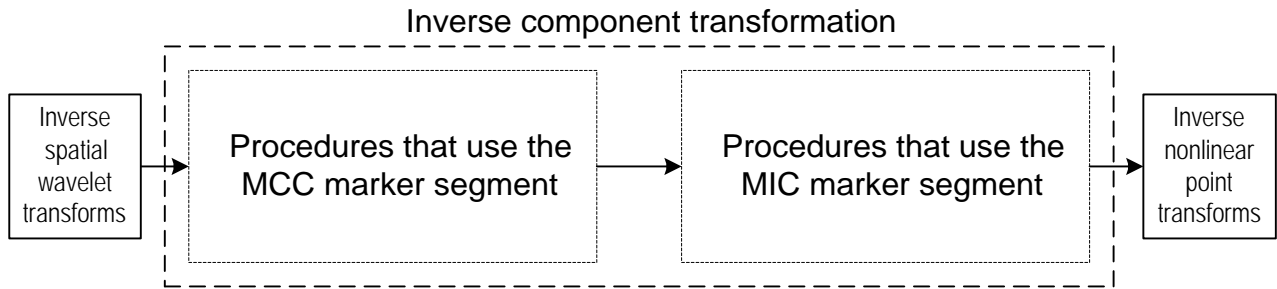 Inverse component transformation
Inverse
spatial
wavelet
transforms
Procedures that use the
MCC marker segment
Procedures that use the
MIC marker segment
Inverse
nonlinear
point
transforms